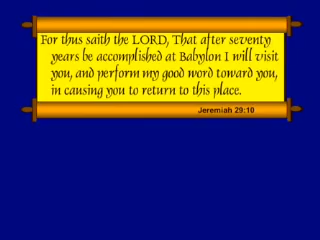 For thus saith the LORD, That after seventy
years be accomplished at Babylon I will visit
you, and perform my good word toward you,
in causing you to return to this place.
Jeremiah 29:10